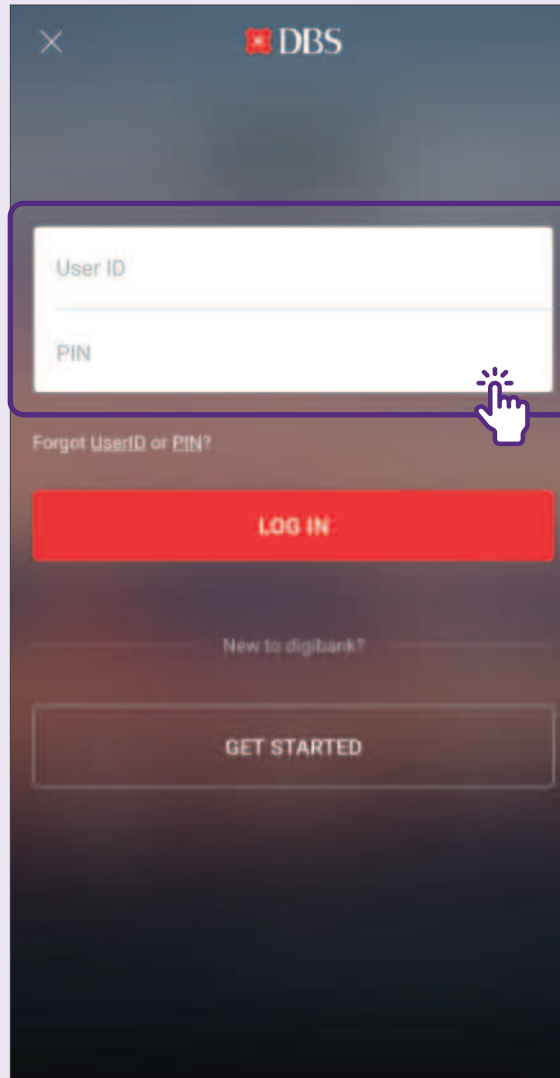 DBS
User ID
PIN
Forgot UserID or PIN?
LOG IN
New to digibank?
GET STARTED